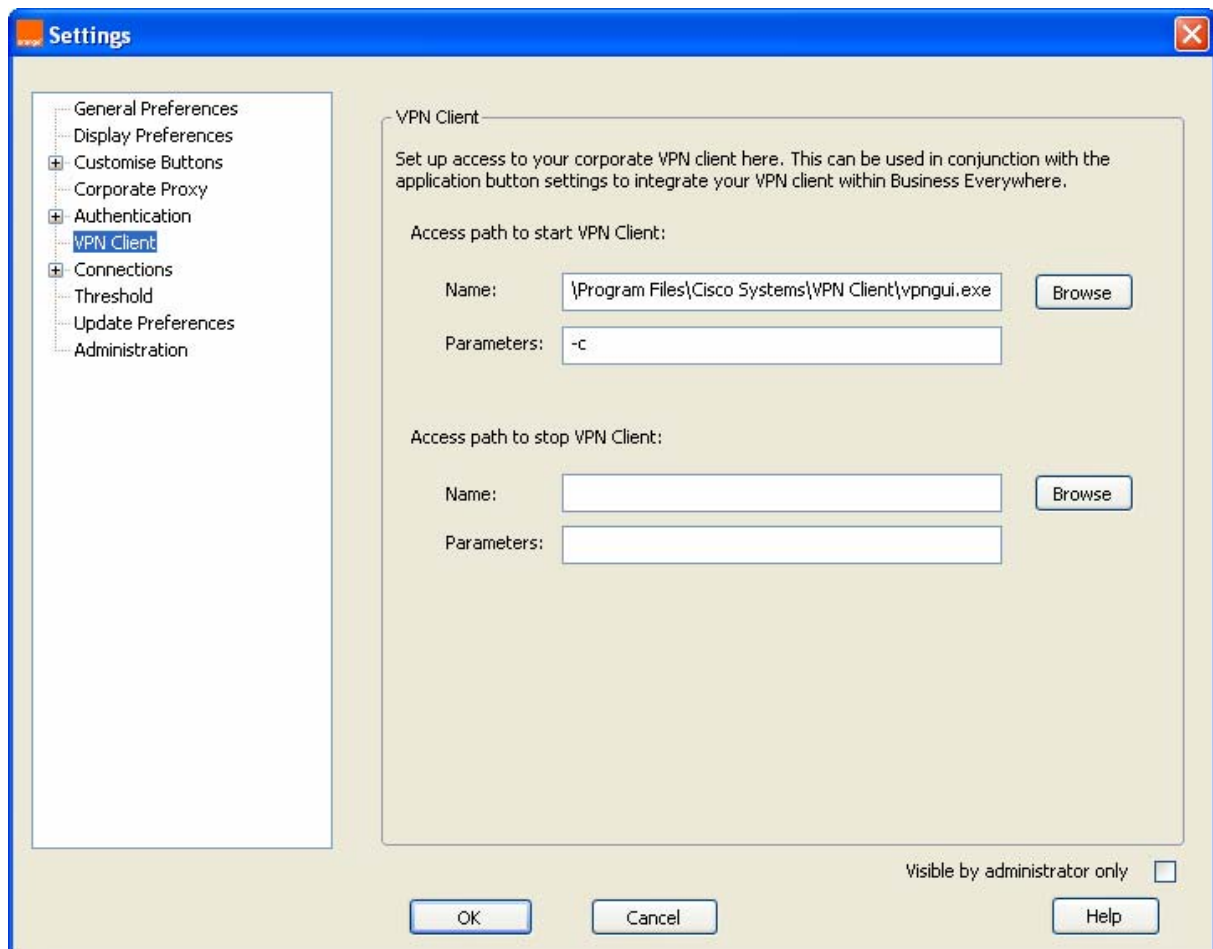 Settings
General Preferences
Display Preferences
Customise Buttons
Corporate Proxy
Authentication
VPN Client
Connections
Threshold
Update Preferences
Administration
VPN Client
Set up access to your corporate VPN client here. This can be used in conjunction with the
application button settings to integrate your VPN client within Business Everywhere.
Access path to start VPN Client:
Name: \Program Files\Cisco Systems\VPN Client\vpngui.exe Browse
Parameters: -c
Access path to stop VPN Client:
Name: Browse
Parameters:
Visible by administrator only
OK Cancel Help